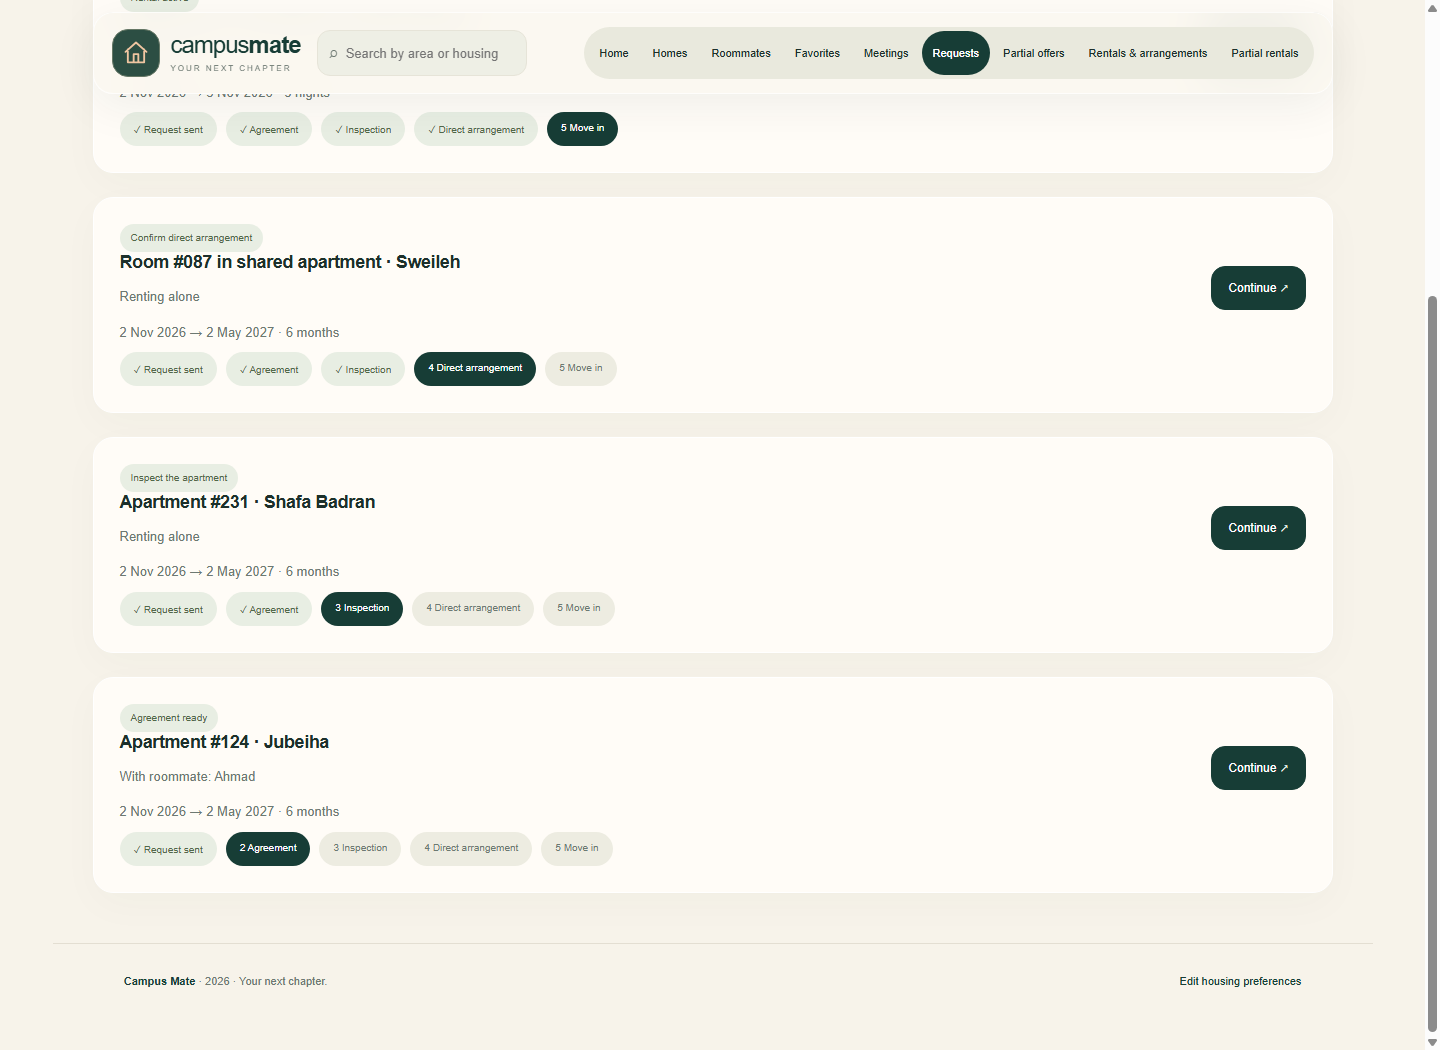 Rental active
campusmate
YOUR NEXT CHAPTER
Search by area or housing
Home
Homes
Roommates
Favorites
Meetings
Requests
Partial offers
Rentals & arrangements
Partial rentals
✓ Request sent
✓ Agreement
✓ Inspection
✓ Direct arrangement
5 Move in
Confirm direct arrangement
Room #087 in shared apartment · Sweileh
Renting alone
2 Nov 2026 → 2 May 2027 · 6 months
✓ Request sent
✓ Agreement
✓ Inspection
4 Direct arrangement
5 Move in
Continue ↗
Inspect the apartment
Apartment #231 · Shafa Badran
Renting alone
2 Nov 2026 → 2 May 2027 · 6 months
✓ Request sent
✓ Agreement
3 Inspection
4 Direct arrangement
5 Move in
Continue ↗
Agreement ready
Apartment #124 · Jubeiha
With roommate: Ahmad
2 Nov 2026 → 2 May 2027 · 6 months
✓ Request sent
2 Agreement
3 Inspection
4 Direct arrangement
5 Move in
Continue ↗
Campus Mate · 2026 · Your next chapter.
Edit housing preferences